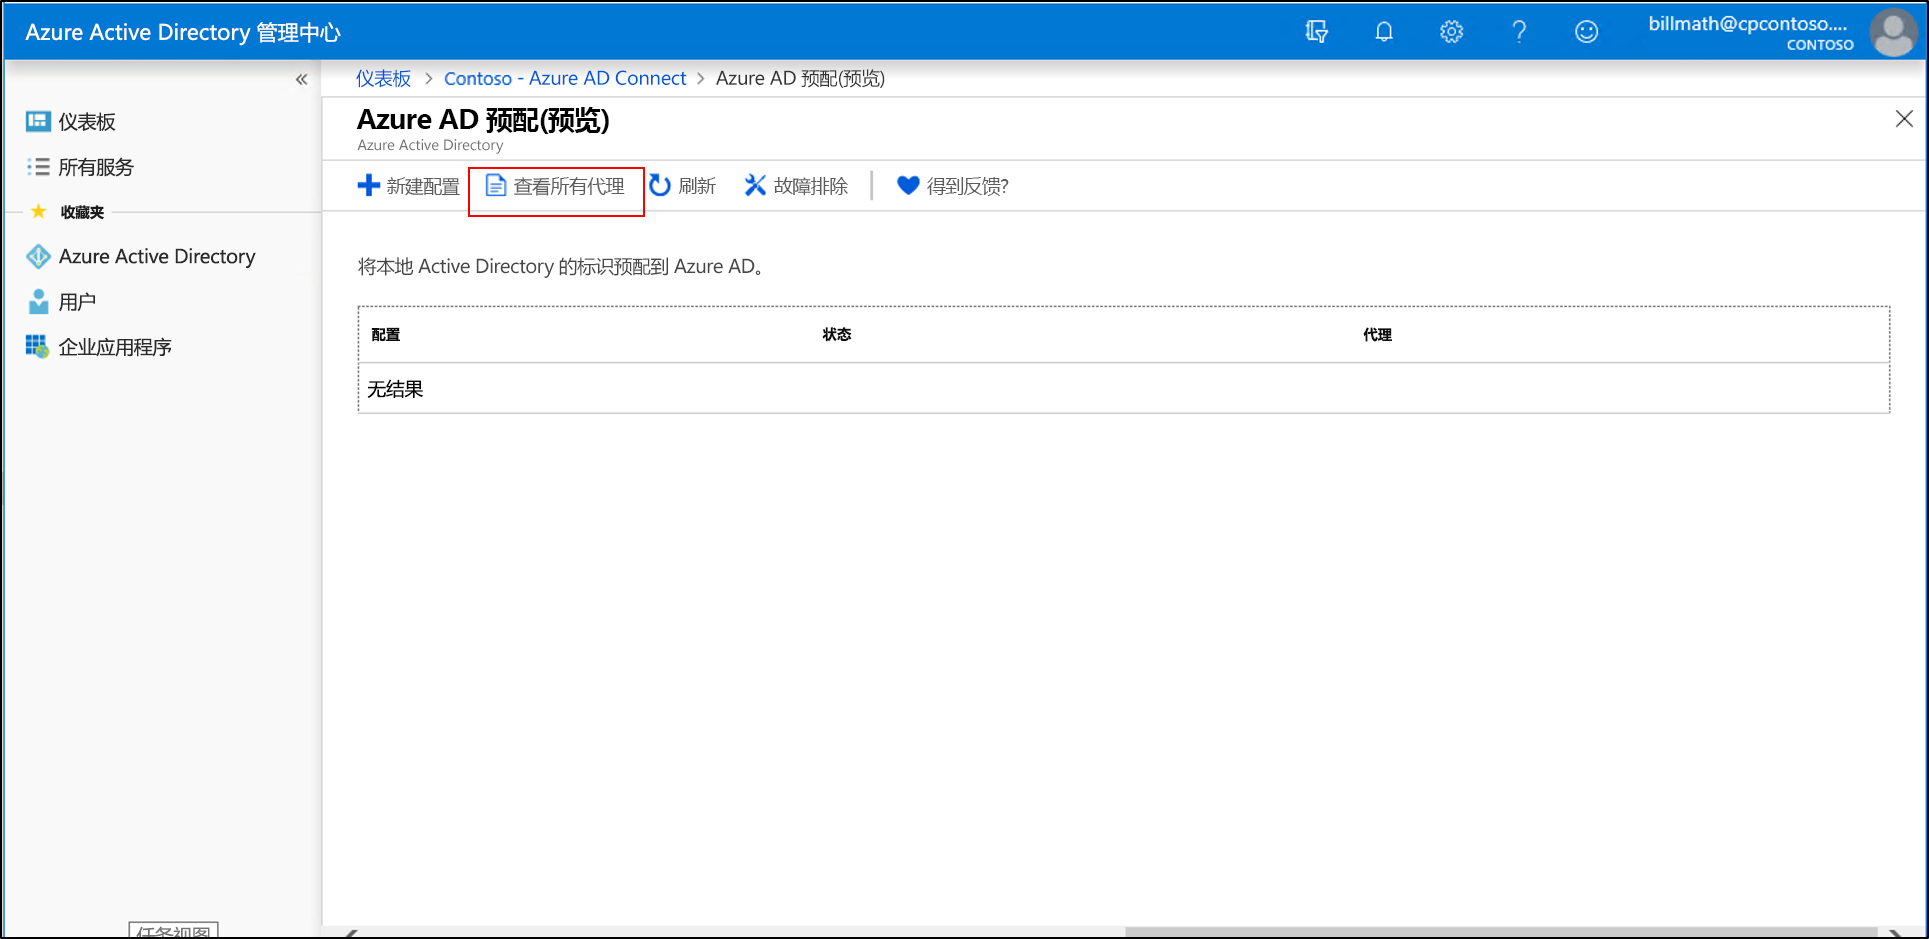 Azure Active Directory 管理中心
billmath@cpcontoso....
CONTOSO
仪表板 > Contoso - Azure AD Connect > Azure AD 预配(预览)
Azure AD 预配(预览)
Azure Active Directory
仪表板
所有服务
收藏夹
Azure Active Directory
用户
企业应用程序
新建配置 查看所有代理 刷新 故障排除 得到反馈?
将本地 Active Directory 的标识预配到 Azure AD。
配置 状态 代理
无结果
任务视图